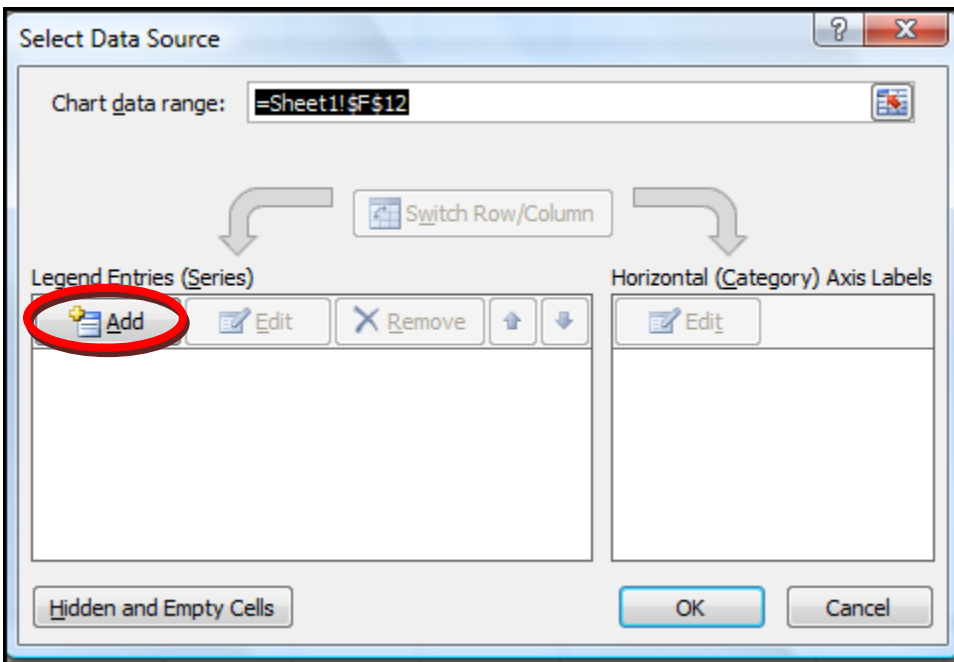 Select Data Source
Chart data range: =Sheet1!$F$12
Switch Row/Column
Legend Entries (Series) Horizontal (Category) Axis Labels
Add Edit Remove Edit
Hidden and Empty Cells OK Cancel